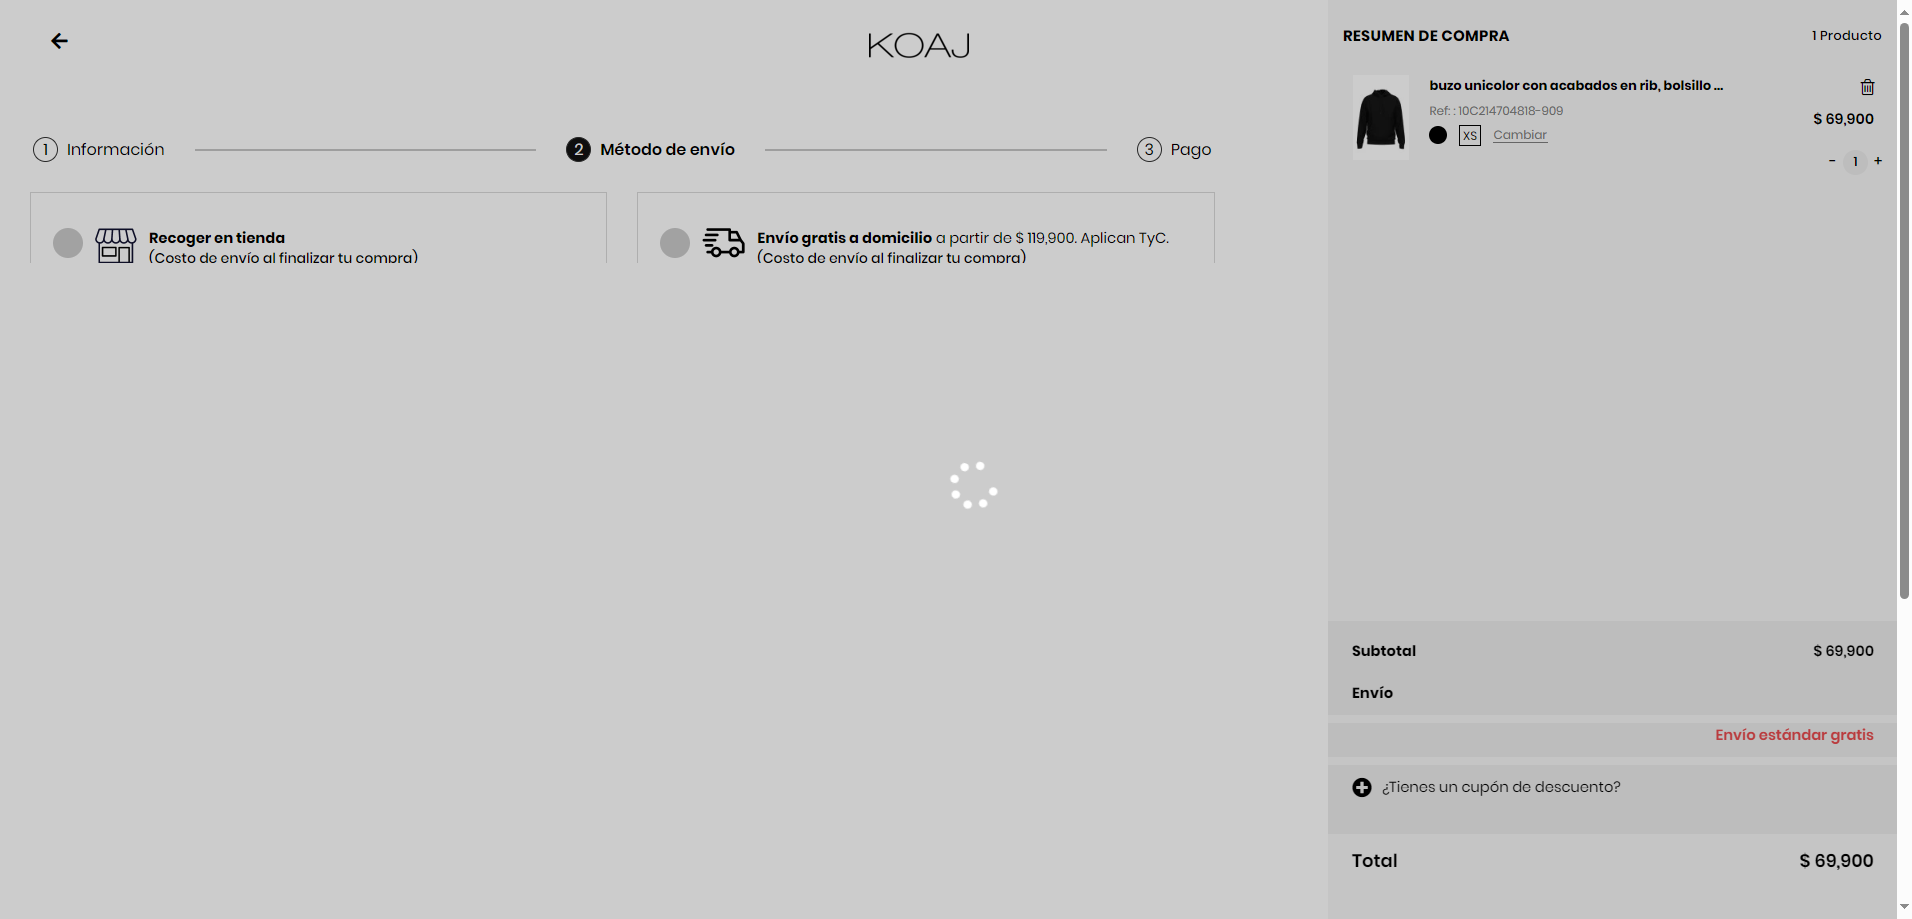 KOAJ
1 Información
2 Método de envío
3 Pago
Recoger en tienda
(Costo de envío al finalizar tu compra)
Envío gratis a domicilio a partir de $ 119,900. Aplican TyC.
(Costo de envío al finalizar tu compra)
RESUMEN DE COMPRA
1 Producto
buzo unicolor con acabados en rib, bolsillo ...
Ref: : 10C214704818-909
$ 69,900
XS Cambiar
- 1 +
Subtotal $ 69,900
Envío
Envío estándar gratis
¿Tienes un cupón de descuento?
Total $ 69,900